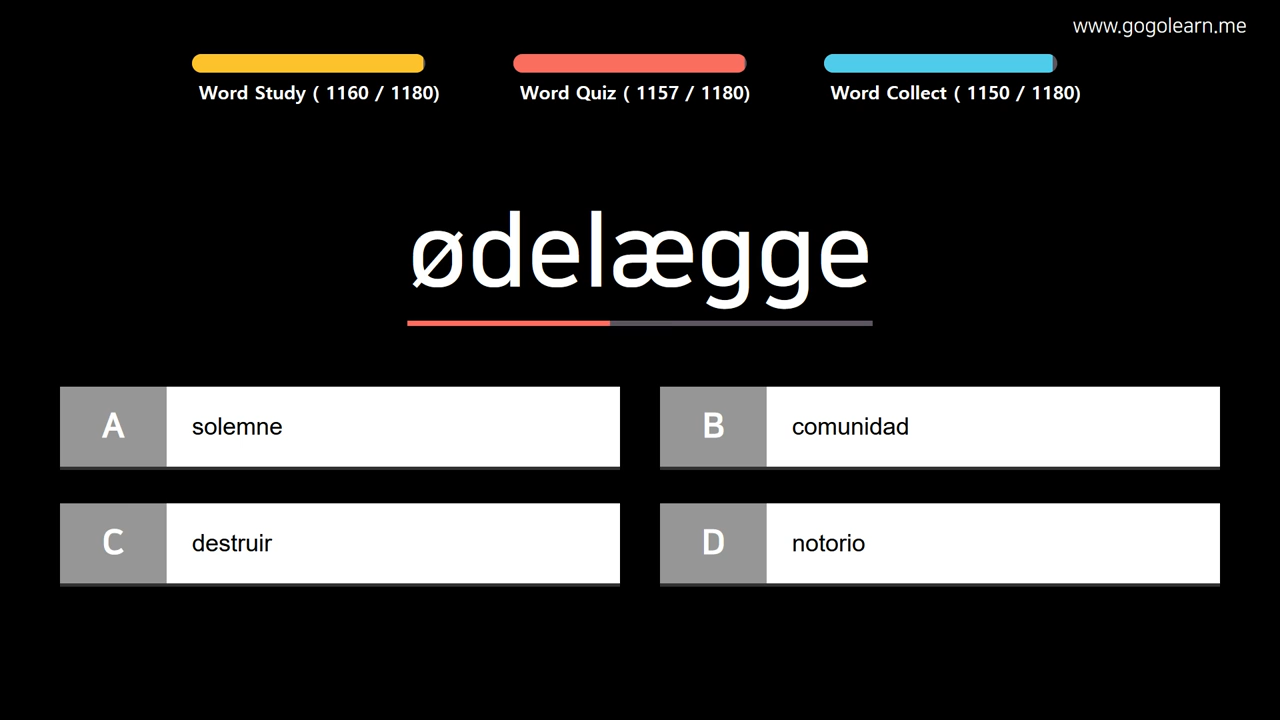 www.gogolearn.me
Word Study ( 1160 / 1180)
Word Quiz ( 1157 / 1180)
Word Collect ( 1150 / 1180)
ødelægge
A solemne
B comunidad
C destruir
D notorio